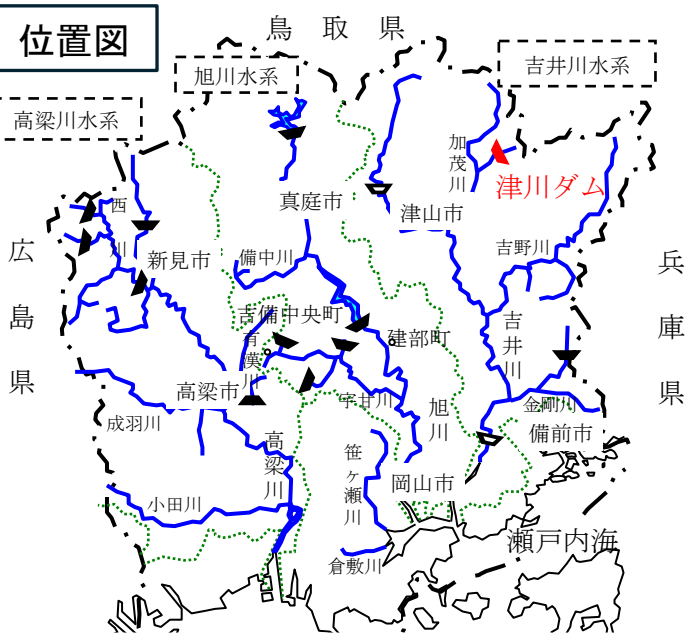 位置図
鳥取県
旭川水系
吉井川水系
高梁川水系
加茂川
津川ダム
西川
真庭市
津山市
広島県
新見市
備中川
吉野川
兵庫県
吉備中央町
有漢川
建部町
吉井川
高梁市
宇甘川
旭川
金剛川
成羽川
備前市
高梁川
笹ヶ瀬川
岡山市
小田川
瀬戸内海
倉敷川